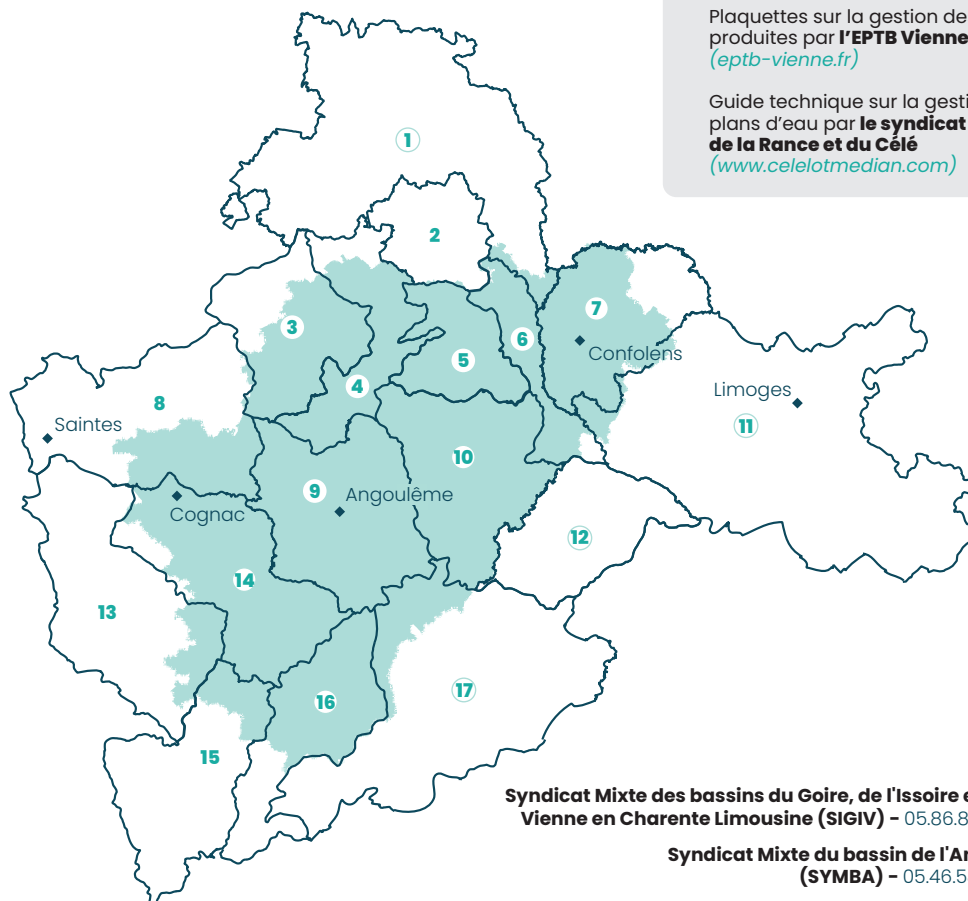 Plaquettes sur la gestion de
produites par l'EPTB Vienne
(eptb-vienne.fr)
Guide technique sur la gesti
plans d'eau par le syndicat
de la Rance et du Célé
(www.celelotmedian.com)
1
2
3
4
5
6
7
Confolens
8
Saintes
Limoges
11
10
9
Angoulême
Cognac
12
14
13
16
17
15
Syndicat Mixte des bassins du Goire, de l'Issoire e
Vienne en Charente Limousine (SIGIV) - 05.86.8
Syndicat Mixte du bassin de l'A
(SYMBA) - 05.46.5